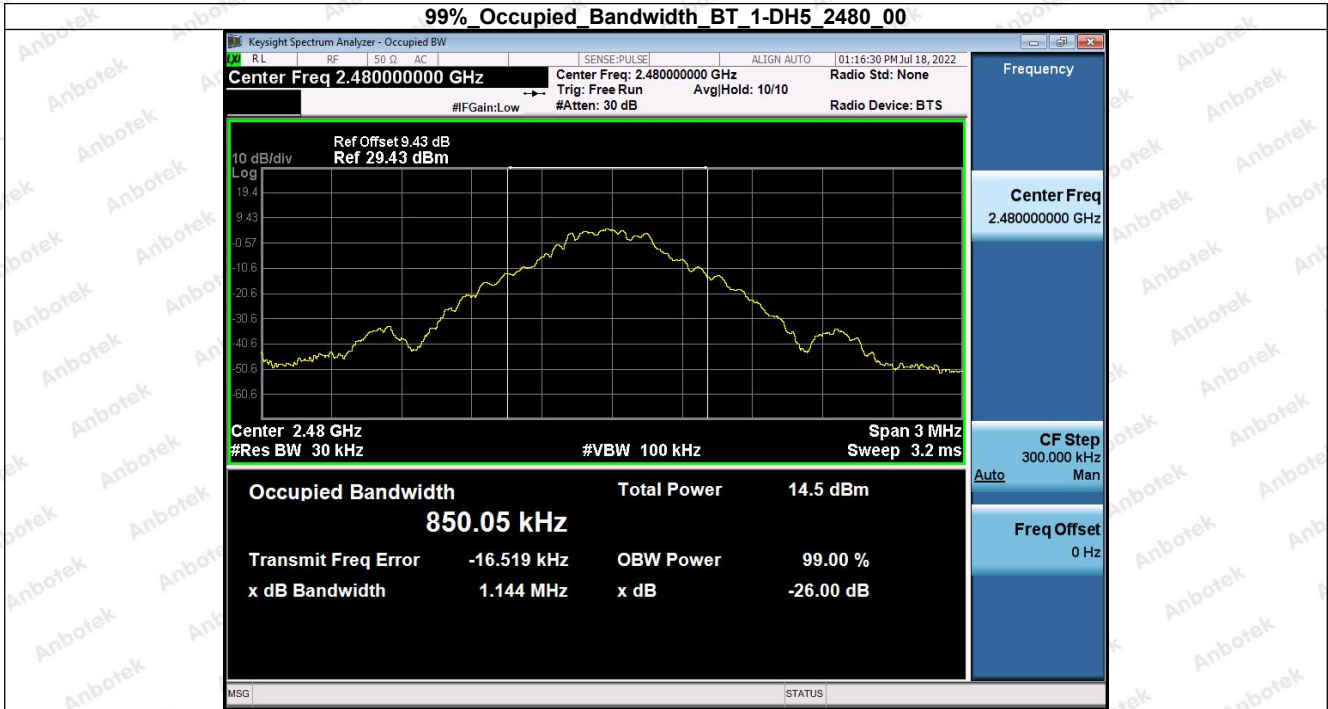 99%_Occupied_Bandwidth_BT_1-DH5_2480_00
Keysight Spectrum Analyzer - Occupied BW
LXI RL RF 50 Ω AC SENSE:PULSE ALIGN AUTO 01:16:30 PM Jul 18, 2022
Center Freq 2.480000000 GHz
Center Freq: 2.480000000 GHz Radio Std: None
Trig: Free Run Avg|Hold: 10/10
#IFGain:Low #Atten: 30 dB Radio Device: BTS
Frequency
Ref Offset 9.43 dB
10 dB/div Ref 29.43 dBm
Log
19.4
9.43
-0.57
-10.6
-20.6
-30.6
-40.6
-50.6
-60.6
Center 2.48 GHz Span 3 MHz
#Res BW 30 kHz #VBW 100 kHz Sweep 3.2 ms
Center Freq
2.480000000 GHz
CF Step
300.000 kHz
Auto Man
Freq Offset
0 Hz
Occupied Bandwidth Total Power 14.5 dBm
850.05 kHz
Transmit Freq Error -16.519 kHz OBW Power 99.00 %
x dB Bandwidth 1.144 MHz x dB -26.00 dB
MSG STATUS
Anbotek